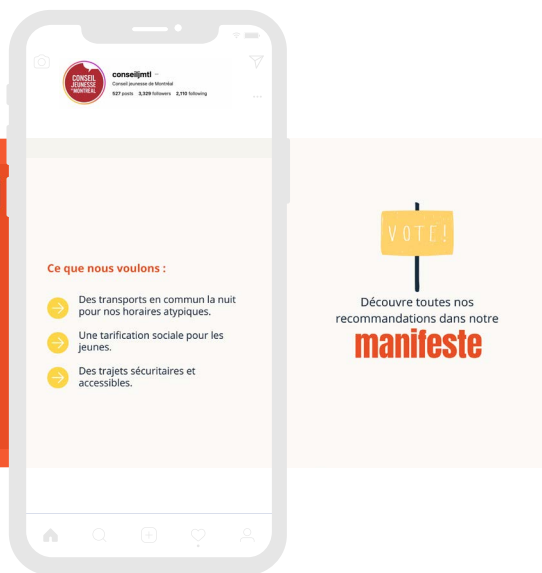 CONSEIL
JEUNESSE
DE MONTRÉAL
conseiljmtl
Conseil jeunesse de Montréal
527 posts 3,329 followers 2,110 following
Ce que nous voulons :
Des transports en commun la nuit
pour nos horaires atypiques.
Une tarification sociale pour les
jeunes.
Des trajets sécuritaires et
accessibles.
VOTE!
Découvre toutes nos
recommandations dans notre
manifeste